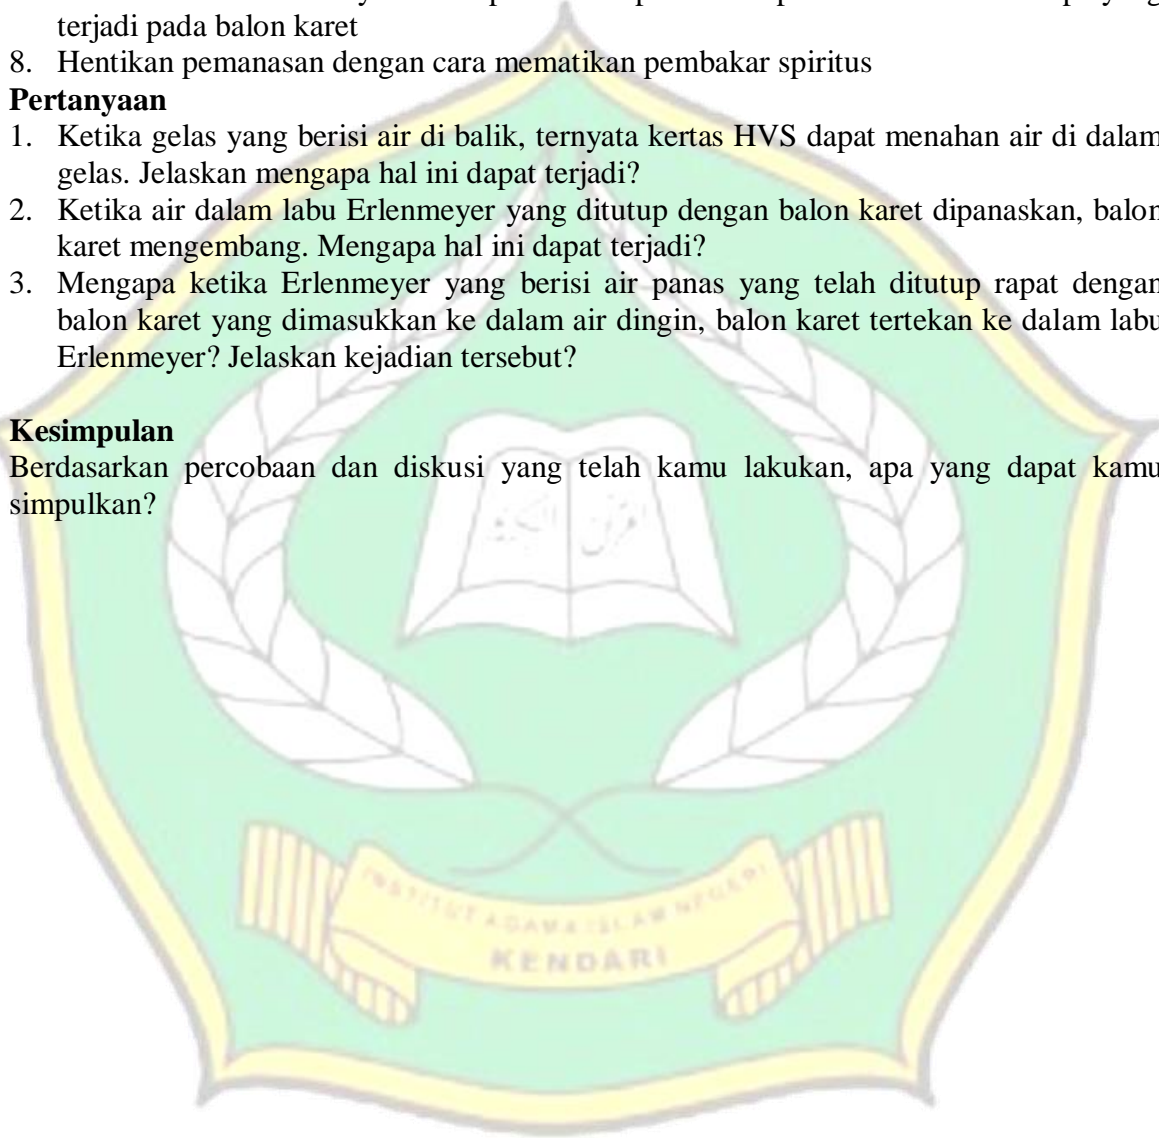 terjadi pada balon karet
8. Hentikan pemanasan dengan cara mematikan pembakar spiritus
Pertanyaan
1. Ketika gelas yang berisi air di balik, ternyata kertas HVS dapat menahan air di dalam
gelas. Jelaskan mengapa hal ini dapat terjadi?
2. Ketika air dalam labu Erlenmeyer yang ditutup dengan balon karet dipanaskan, balon
karet mengembang. Mengapa hal ini dapat terjadi?
3. Mengapa ketika Erlenmeyer yang berisi air panas yang telah ditutup rapat dengan
balon karet yang dimasukkan ke dalam air dingin, balon karet tertekan ke dalam labu
Erlenmeyer? Jelaskan kejadian tersebut?
Kesimpulan
Berdasarkan percobaan dan diskusi yang telah kamu lakukan, apa yang dapat kamu
simpulkan?
INSTITUT AGAMA ISLAM NEGERI
KENDARI